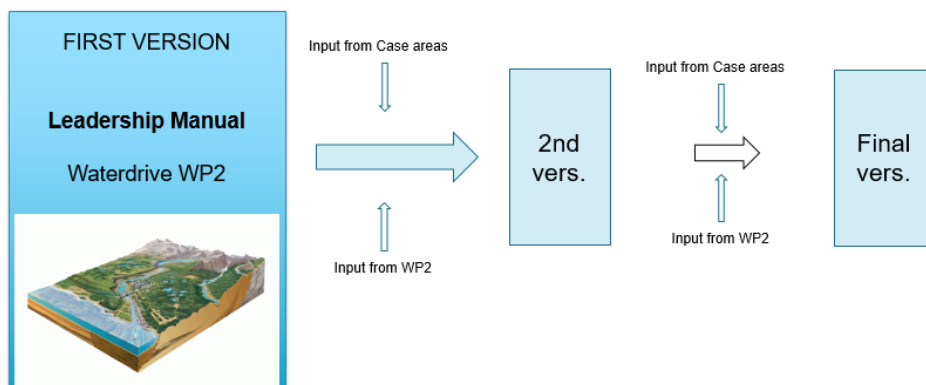 FIRST VERSION
Leadership Manual
Waterdrive WP2
Input from Case areas
Input from WP2
2nd
vers.
Input from Case areas
Input from WP2
Final
vers.